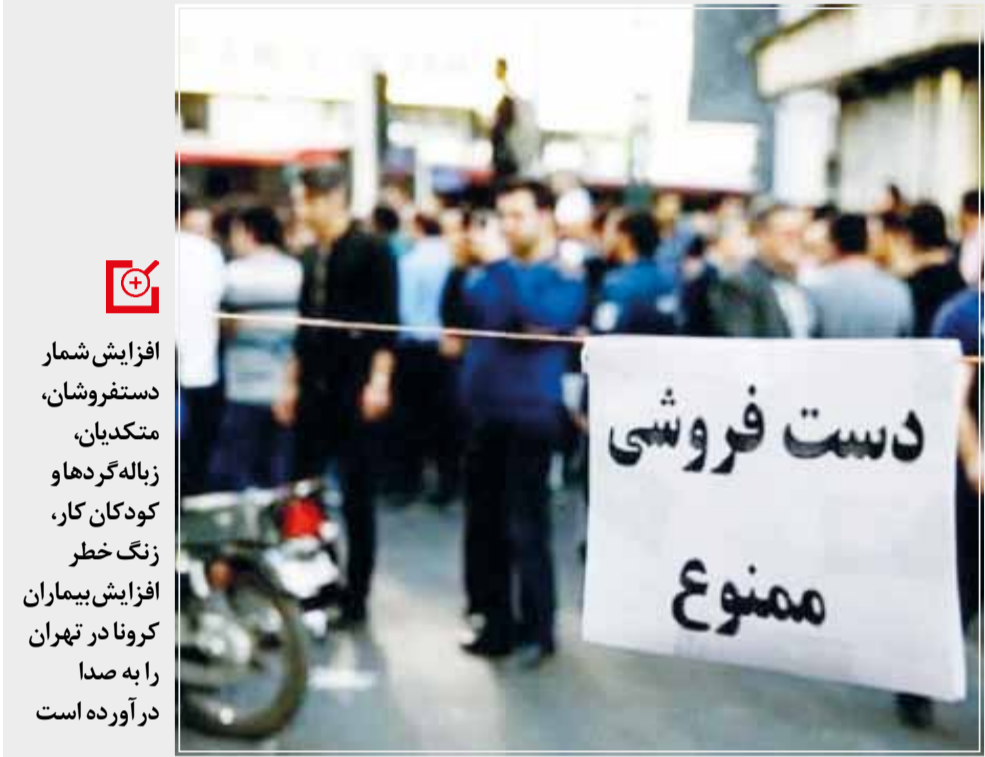 افزایش شمار
دستفروشان،
متکدیان،
زباله‌گردها و
کودکان کار،
زنگ خطر
افزایش بیماران
کرونا در تهران
را به صدا
درآورده است
دست فروشی
ممنوع